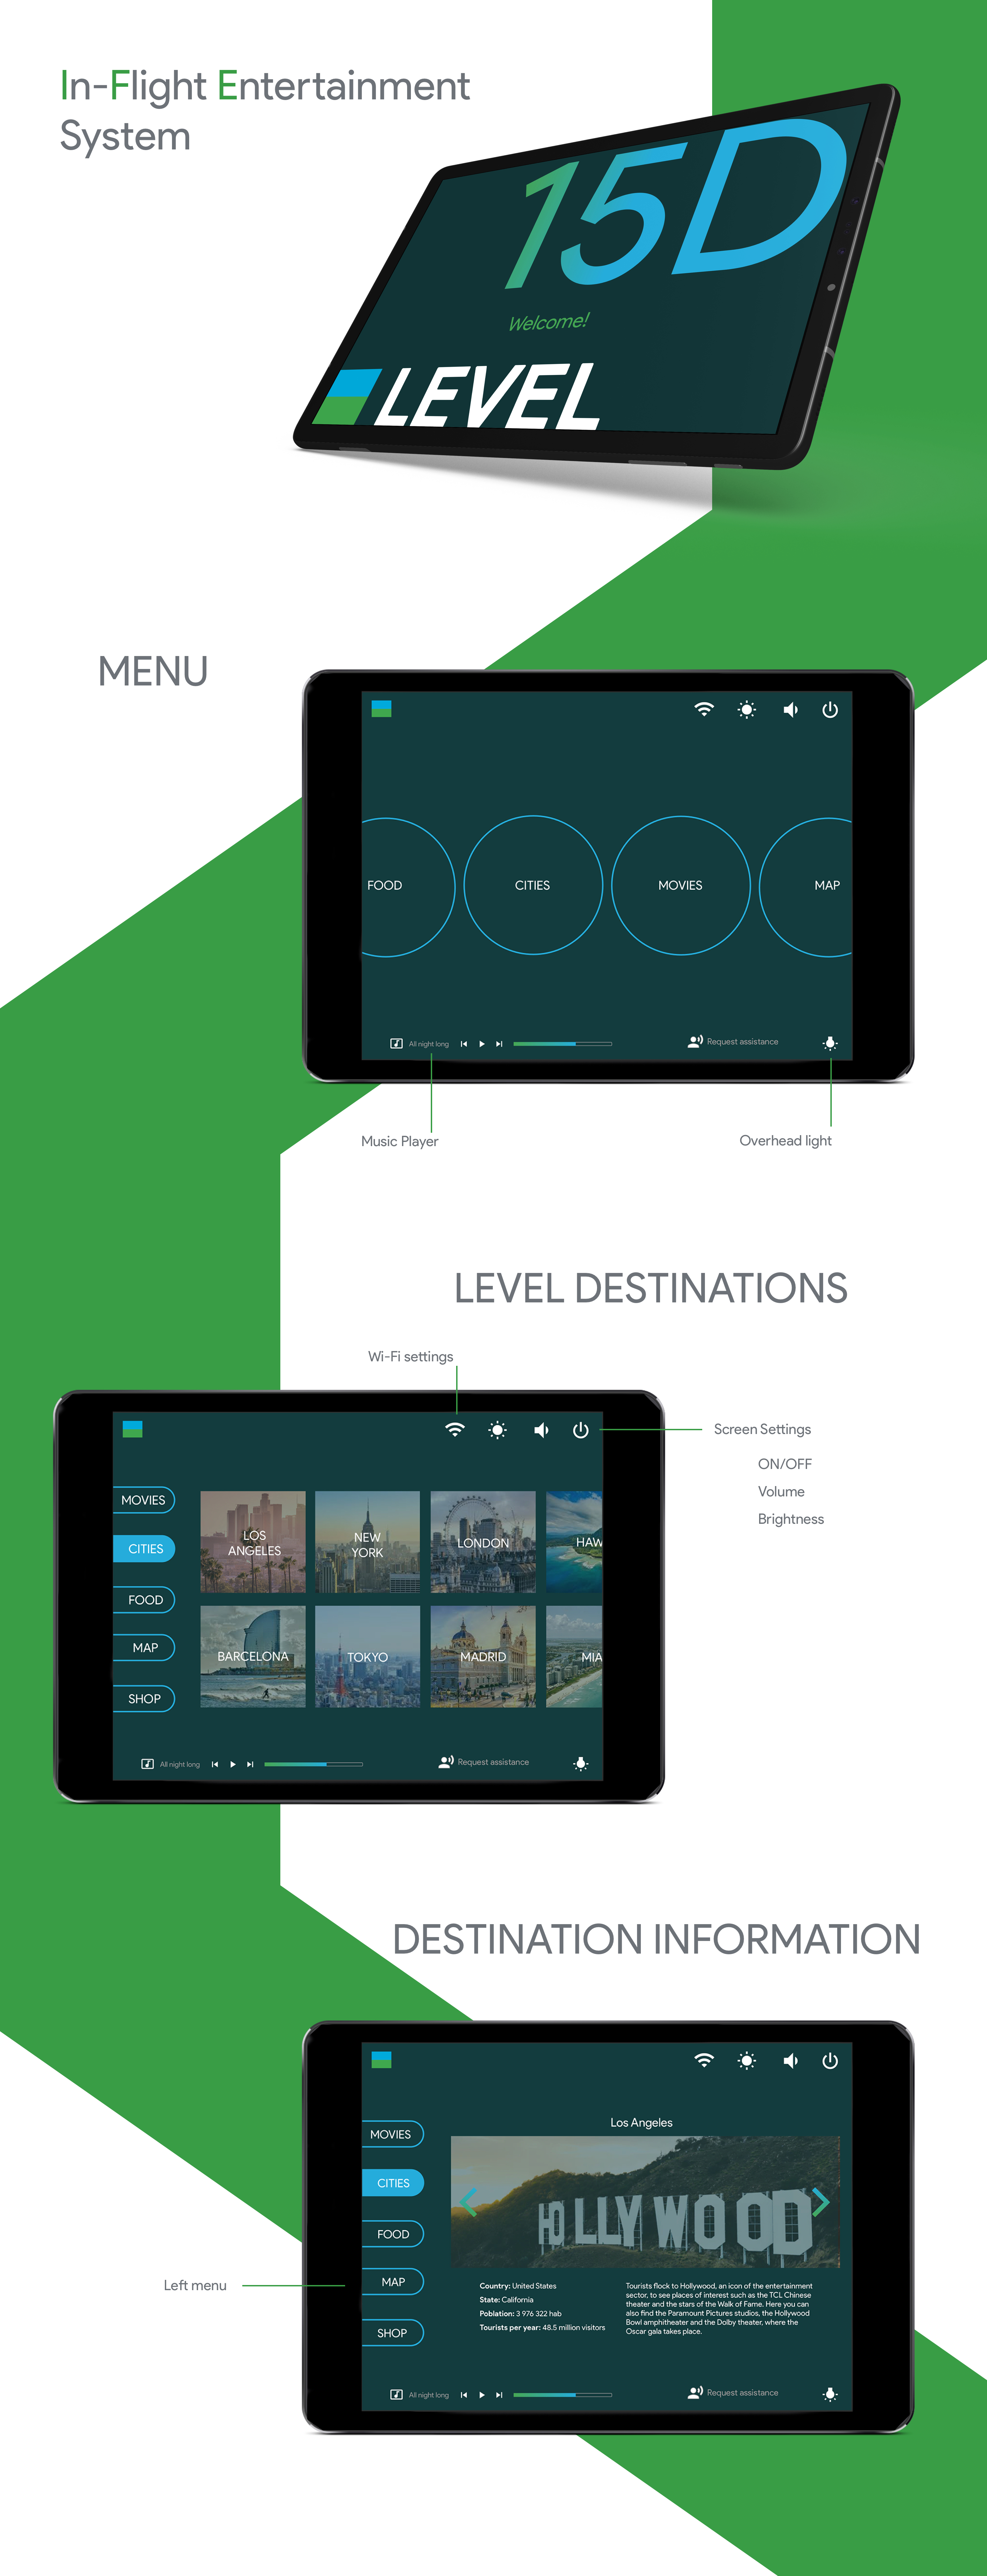 In-Flight Entertainment
System
15D
Welcome!
LEVEL
MENU
FOOD
CITIES
MOVIES
MAP
All night long
Request assistance
Music Player
Overhead light
LEVEL DESTINATIONS
Wi-Fi settings
Screen Settings
ON/OFF
Volume
Brightness
MOVIES
CITIES
FOOD
MAP
SHOP
LOS
ANGELES
NEW
YORK
LONDON
HAW
BARCELONA
TOKYO
MADRID
MIA
All night long
Request assistance
DESTINATION INFORMATION
Los Angeles
HOLLYWOOD
MOVIES
CITIES
FOOD
MAP
SHOP
Left menu
Country: United States
State: California
Poblation: 3 976 322 hab
Tourists per year: 48.5 million visitors
Tourists flock to Hollywood, an icon of the entertainment
sector, to see places of interest such as the TCL Chinese
theater and the stars of the Walk of Fame. Here you can
also find the Paramount Pictures studios, the Hollywood
Bowl amphitheater and the Dolby theater, where the
Oscar gala takes place.
All night long
Request assistance